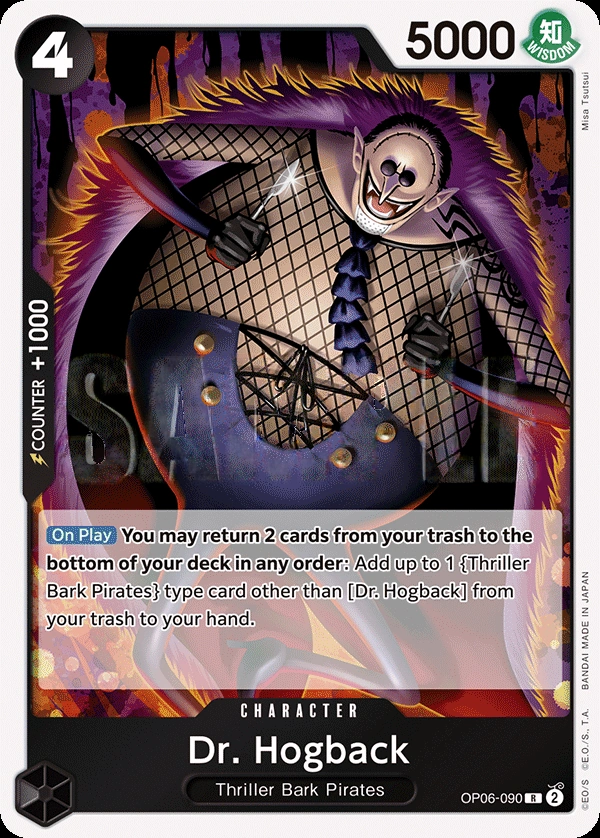 4
5000
知
WISDOM
Misa Tsutsui
COUNTER +1000
SAMPLE
On Play You may return 2 cards from your trash to the
bottom of your deck in any order: Add up to 1 {Thriller
Bark Pirates} type card other than [Dr. Hogback] from
your trash to your hand.
BANDAI MADE IN JAPAN
©E.O./S., T.A.
©EO/S
CHARACTER
Dr. Hogback
Thriller Bark Pirates
OP06-090 R 2